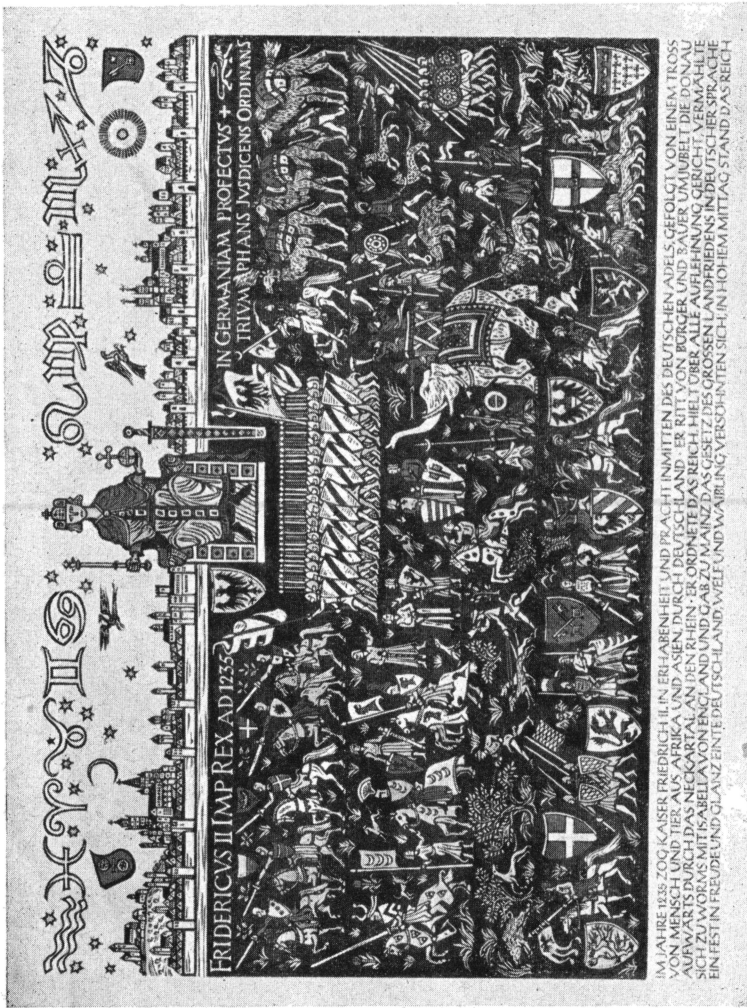 FRIDERICVS II IMP REX AD 1235
IN GERMANIAM PROFECTVS +
TRIVMPHANS JVSDICENS ORDINANS
IM JAHRE 1235 ZOG KAISER FRIEDRICH II. IN ERHABENHEIT UND PRACHT INMITTEN DES DEUTSCHEN ADELS, GEFOLGT VON EINEM TROSS
VON MENSCH UND TIER AUS AFRIKA UND ASIEN, DURCH DEUTSCHLAND · ER RITT VON BÜRGER UND BAUER UMJUBELT DIE DONAU
AUFWÄRTS DURCH DAS NECKARTAL AN DEN RHEIN · ER ORDNETE DAS REICH, HIELT ÜBER ALLE AUFLEHNUNG GERICHT, VERMÄHLTE
SICH ZU WORMS MIT ISABELLA VON ENGLAND UND GAB ZU MAINZ DAS GESETZ DES GROSSEN LANDFRIEDENS IN DEUTSCHER SPRACHE
EIN FEST IN FREUDE UND GLANZ EINTE DEUTSCHLAND, WELF UND WAIBLING VERSÖHNTEN SICH, IN HOHEM MITTAG STAND DAS REICH